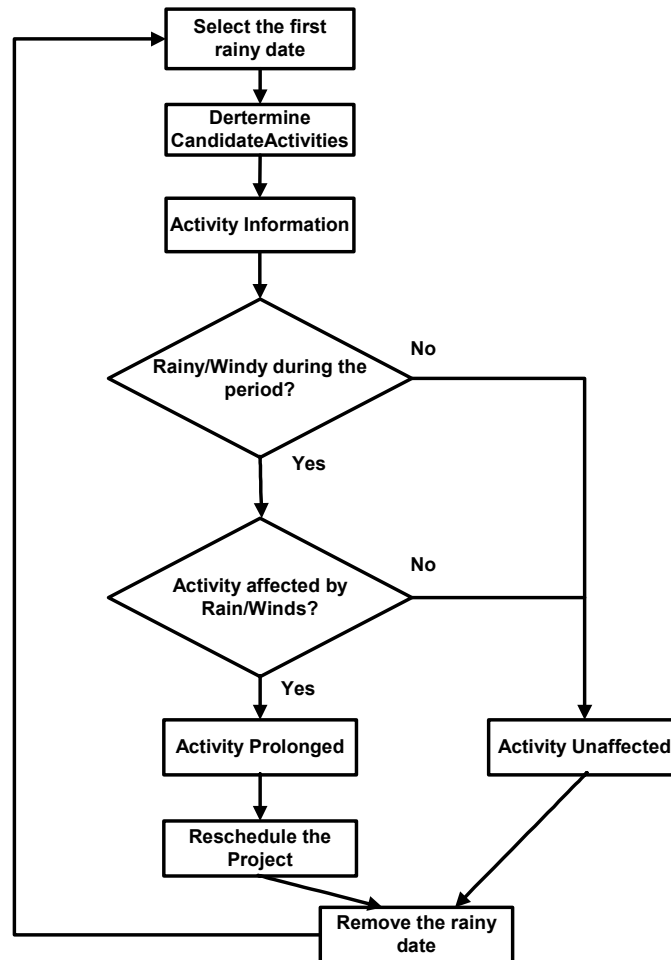 Select the first
rainy date
Dertermine
CandidateActivities
Activity Information
No
Rainy/Windy during the
period?
Yes
No
Activity affected by
Rain/Winds?
Yes
Activity Prolonged
Activity Unaffected
Reschedule the
Project
Remove the rainy
date